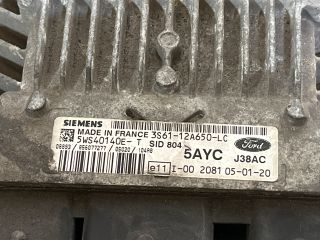 SIEMENS
MADE IN FRANCE 3S61-12A650-LC
5WS40140E- T SID 804
Ford
5AYC J38AC
e11 I-00 2081 05-01-20